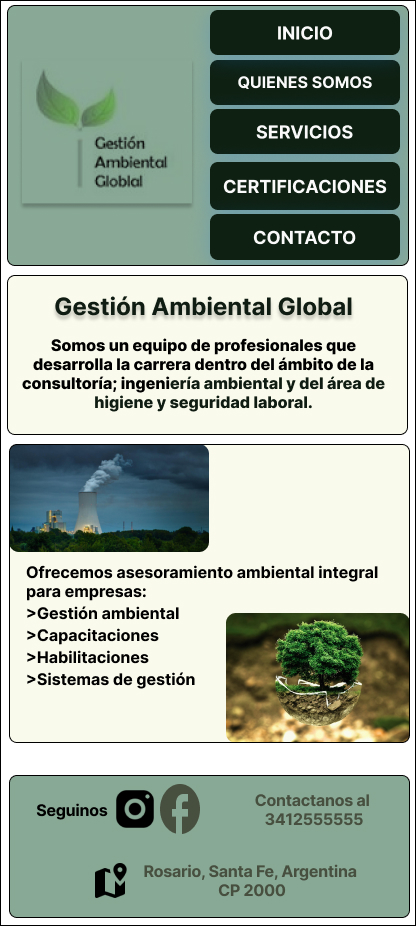 Gestión
Ambiental
Globlal
INICIO
QUIENES SOMOS
SERVICIOS
CERTIFICACIONES
CONTACTO
Gestión Ambiental Global
Somos un equipo de profesionales que
desarrolla la carrera dentro del ámbito de la
consultoría; ingeniería ambiental y del área de
higiene y seguridad laboral.
Ofrecemos asesoramiento ambiental integral
para empresas:
>Gestión ambiental
>Capacitaciones
>Habilitaciones
>Sistemas de gestión
Seguinos
Contactanos al
3412555555
Rosario, Santa Fe, Argentina
CP 2000